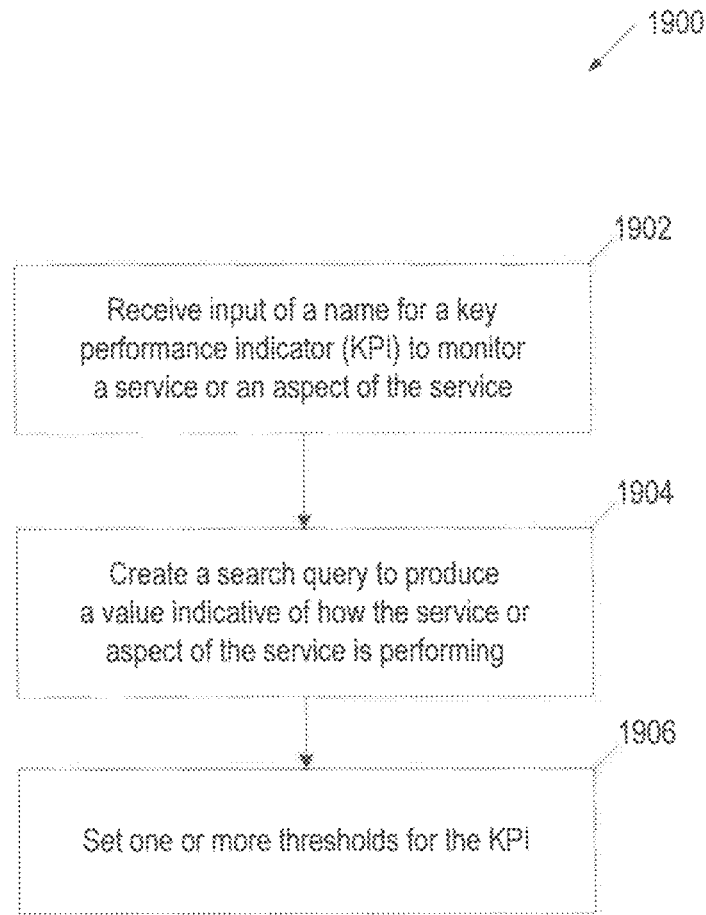 1900
1902
Receive input of a name for a key
performance indicator (KPI) to monitor
a service or an aspect of the service
1904
Create a search query to produce
a value indicative of how the service or
aspect of the service is performing
1906
Set one or more thresholds for the KPI